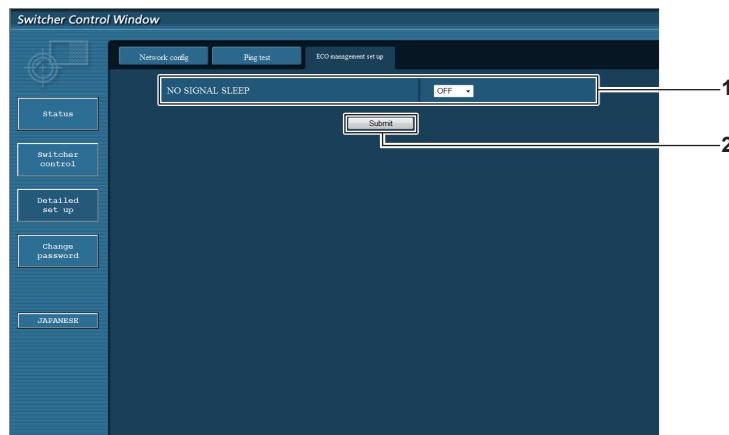 Switcher Control Window
Network config
Ping test
ECO management set up
NO SIGNAL SLEEP
OFF
1
Submit
2
Status
Switcher
control
Detailed
set up
Change
password
JAPANESE